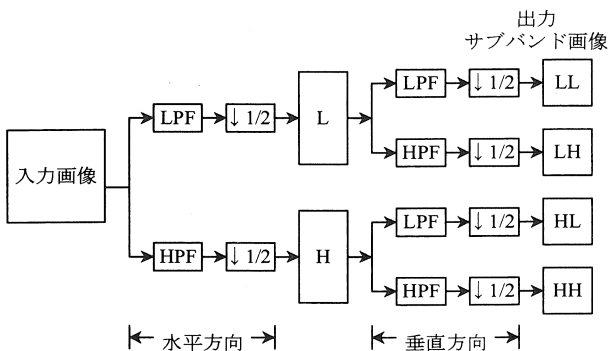 出力
サブバンド画像
LPF
↓ 1/2
LL
LPF
↓ 1/2
L
HPF
↓ 1/2
LH
入力画像
LPF
↓ 1/2
HL
HPF
↓ 1/2
H
HPF
↓ 1/2
HH
水平方向
垂直方向